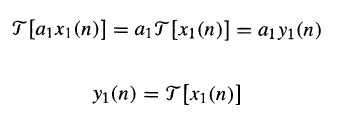 𝒯[a₁x₁(n)] = a₁𝒯[x₁(n)] = a₁y₁(n)
y₁(n) = 𝒯[x₁(n)]